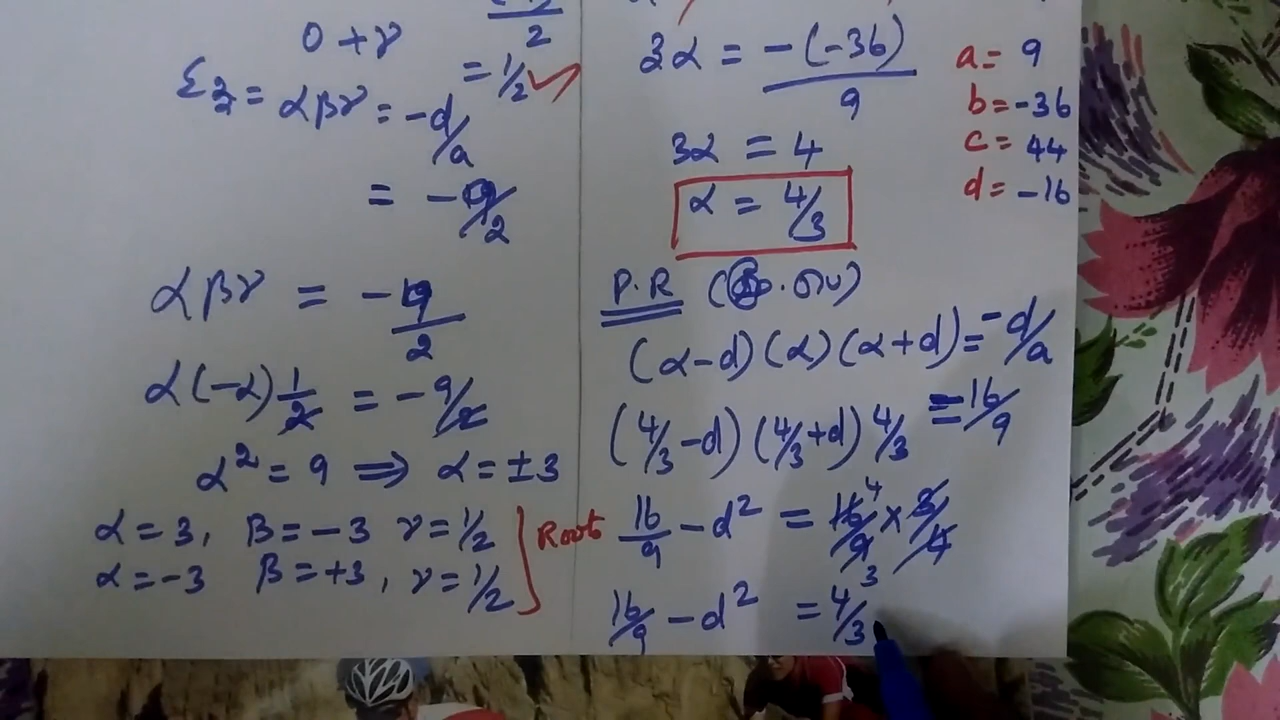 0 + γ
2
= 1/2 ✓
Σ3 = αβγ = -d/a
= -9/2
αβγ = -9/2
α(-α) 1/2 = -9/2
α² = 9 ⇒ α = ±3
α = 3, β = -3 γ = 1/2
α = -3 β = +3, γ = 1/2
Root
3α = -(-36)/9
3α = 4
α = 4/3
a = 9
b = -36
c = 44
d = -16
P.R
(α-d)(α)(α+d) = -d/a
(4/3 - d)(4/3 + d) 4/3 = 16/9
16/9 - d² = 16/9 × 3/4
16/9 - d² = 4/3